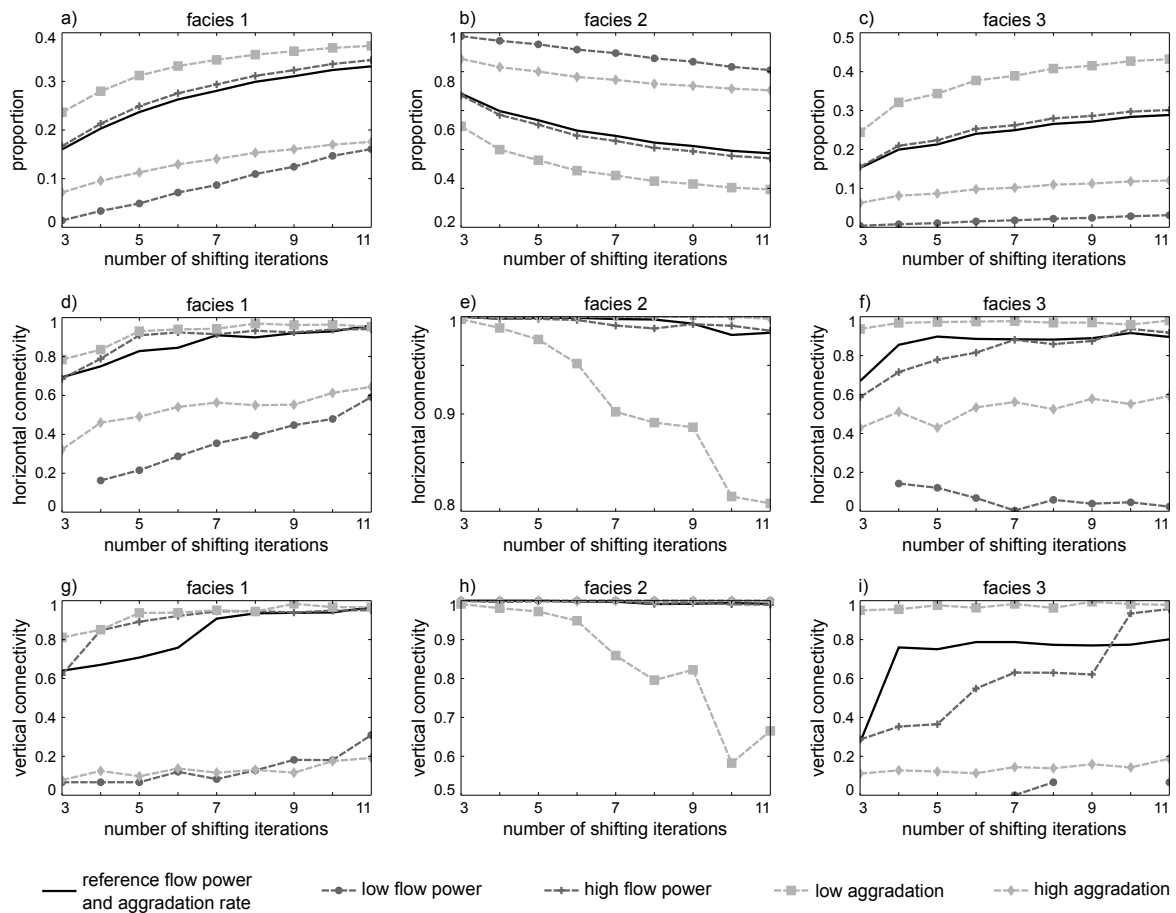 a) facies 1
proportion
0.4
0.3
0.2
0.1
0
3 5 7 9 11
number of shifting iterations
b) facies 2
proportion
1
0.8
0.6
0.4
0.2
3 5 7 9 11
number of shifting iterations
c) facies 3
proportion
0.5
0.4
0.3
0.2
0.1
0
3 5 7 9 11
number of shifting iterations
d) facies 1
horizontal connectivity
1
0.8
0.6
0.4
0.2
0
3 5 7 9 11
number of shifting iterations
e) facies 2
horizontal connectivity
1
0.9
0.8
3 5 7 9 11
number of shifting iterations
f) facies 3
horizontal connectivity
1
0.8
0.6
0.4
0.2
0
3 5 7 9 11
number of shifting iterations
g) facies 1
vertical connectivity
1
0.8
0.6
0.4
0.2
0
3 5 7 9 11
number of shifting iterations
h) facies 2
vertical connectivity
1
0.9
0.8
0.7
0.6
0.5
3 5 7 9 11
number of shifting iterations
i) facies 3
vertical connectivity
1
0.8
0.6
0.4
0.2
0
3 5 7 9 11
number of shifting iterations
reference flow power
and aggradation rate
low flow power
high flow power
low aggradation
high aggradation